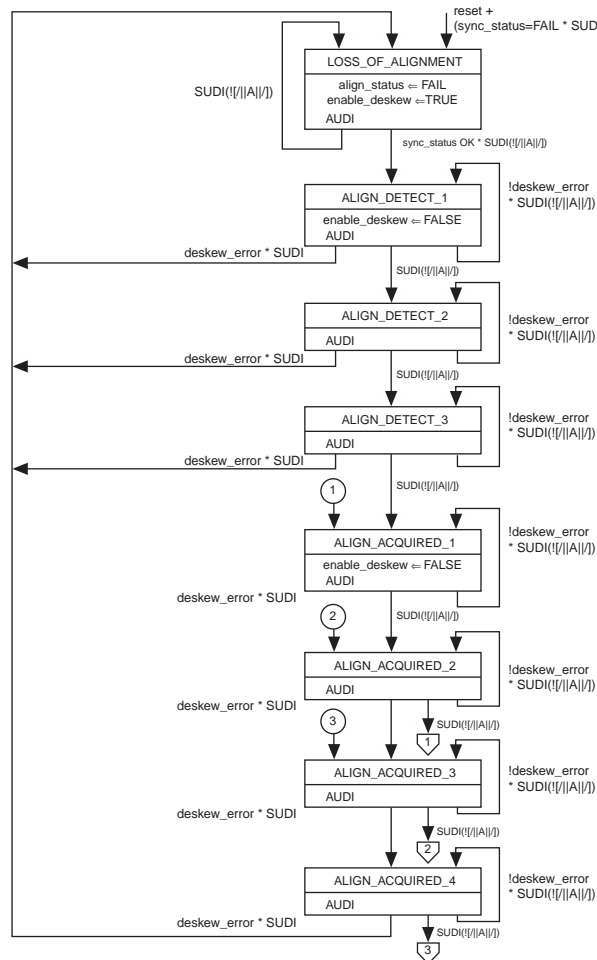 reset +
(sync_status=FAIL * SUD
LOSS_OF_ALIGNMENT
align_status ⇐ FAIL
enable_deskew ⇐TRUE
AUDI
SUDI(![/||A||/])
sync_status OK * SUDI(![/||A||/])
ALIGN_DETECT_1
enable_deskew ⇐ FALSE
AUDI
!deskew_error
* SUDI(![/||A||/])
deskew_error * SUDI
SUDI(![/||A||/])
ALIGN_DETECT_2
AUDI
!deskew_error
* SUDI(![/||A||/])
deskew_error * SUDI
SUDI(![/||A||/])
ALIGN_DETECT_3
AUDI
!deskew_error
* SUDI(![/||A||/])
deskew_error * SUDI
SUDI(![/||A||/])
1
ALIGN_ACQUIRED_1
enable_deskew ⇐ FALSE
AUDI
!deskew_error
* SUDI(![/||A||/])
deskew_error * SUDI
SUDI(![/||A||/])
2
ALIGN_ACQUIRED_2
AUDI
!deskew_error
* SUDI(![/||A||/])
deskew_error * SUDI
SUDI(![/||A||/])
1
3
ALIGN_ACQUIRED_3
AUDI
!deskew_error
* SUDI(![/||A||/])
deskew_error * SUDI
SUDI(![/||A||/])
2
ALIGN_ACQUIRED_4
AUDI
!deskew_error
* SUDI(![/||A||/])
deskew_error * SUDI
SUDI(![/||A||/])
3